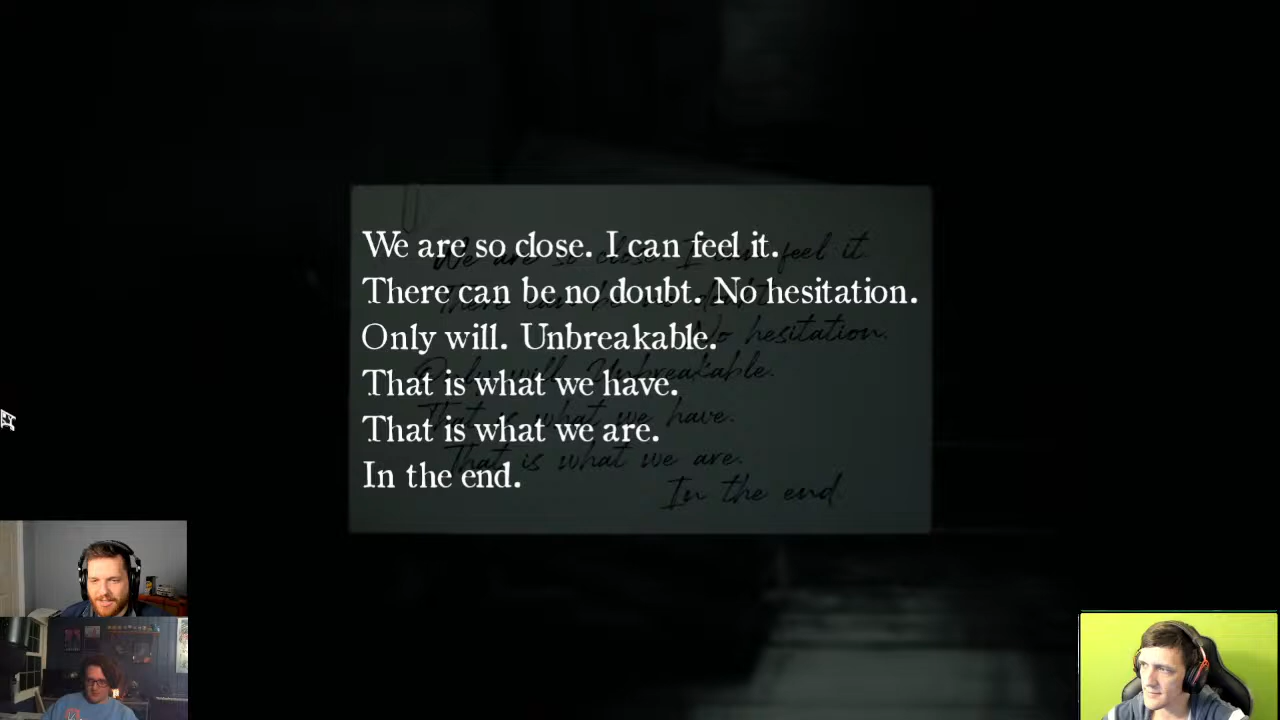 We are so close. I can feel it.
There can be no doubt. No hesitation.
Only will. Unbreakable.
That is what we have.
That is what we are.
In the end.